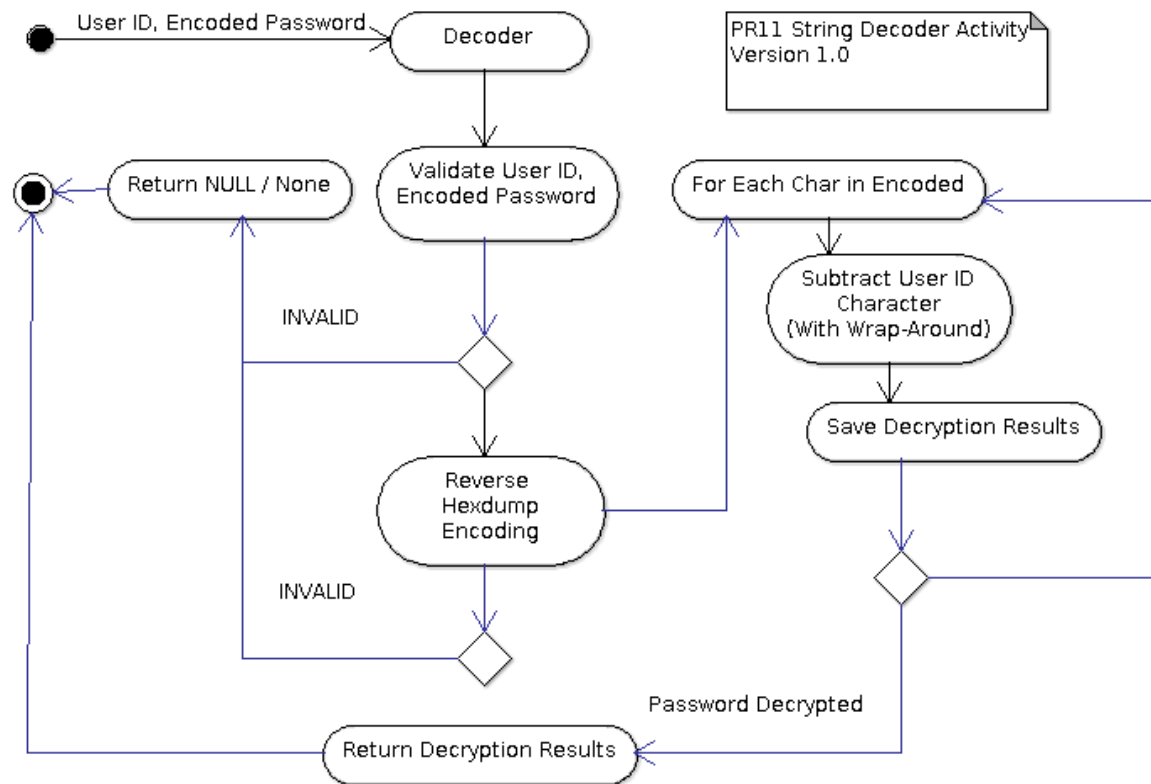 User ID, Encoded Password
Decoder
PR11 String Decoder Activity
Version 1.0
Return NULL / None
Validate User ID,
Encoded Password
For Each Char in Encoded
Subtract User ID
Character
(With Wrap-Around)
INVALID
Save Decryption Results
Reverse
Hexdump
Encoding
INVALID
Password Decrypted
Return Decryption Results